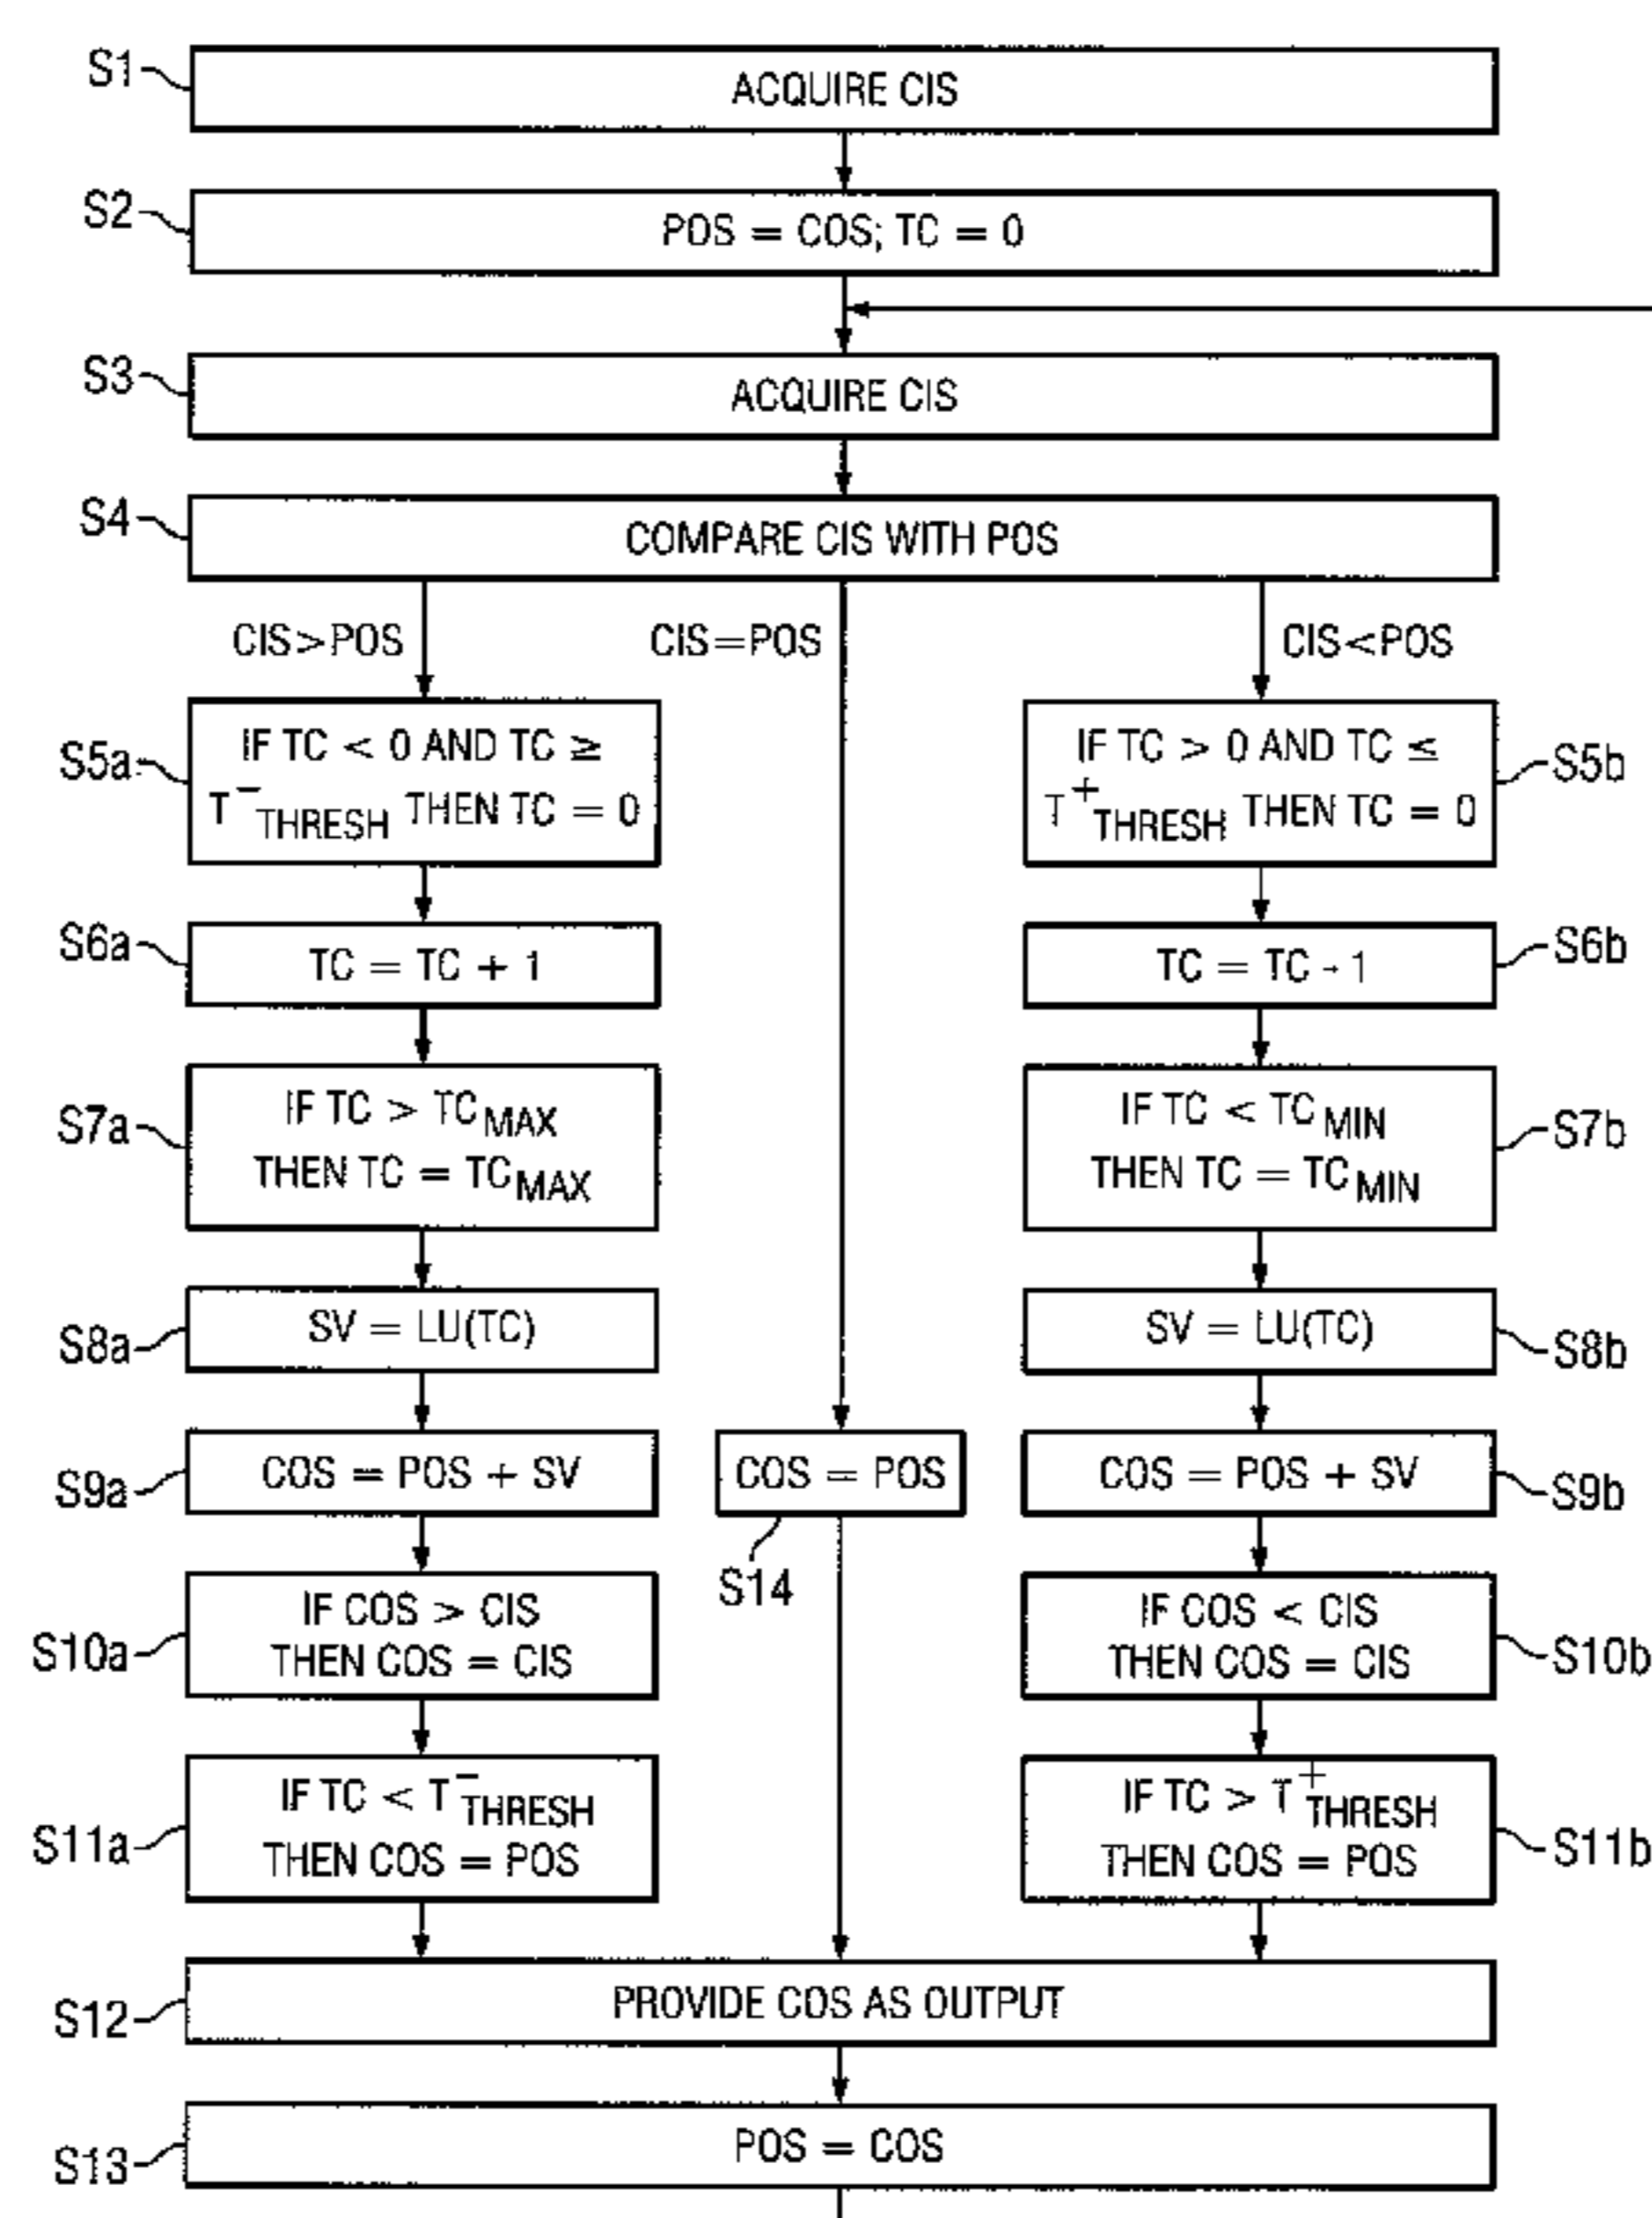 S1
ACQUIRE CIS
S2
POS = COS; TC = 0
S3
ACQUIRE CIS
S4
COMPARE CIS WITH POS
CIS>POS
CIS=POS
CIS<POS
S5a
IF TC < 0 AND TC ≥
T⁻THRESH THEN TC = 0
IF TC > 0 AND TC ≤
T⁺THRESH THEN TC = 0
S5b
S6a
TC = TC + 1
TC = TC - 1
S6b
S7a
IF TC > TCMAX
THEN TC = TCMAX
IF TC < TCMIN
THEN TC = TCMIN
S7b
S8a
SV = LU(TC)
SV = LU(TC)
S8b
S9a
COS = POS + SV
COS = POS
COS = POS + SV
S9b
S14
S10a
IF COS > CIS
THEN COS = CIS
IF COS < CIS
THEN COS = CIS
S10b
S11a
IF TC < T⁻THRESH
THEN COS = POS
IF TC > T⁺THRESH
THEN COS = POS
S11b
S12
PROVIDE COS AS OUTPUT
S13
POS = COS